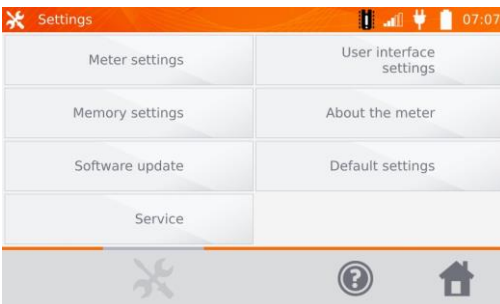 Settings
07:07
Meter settings
User interface
settings
Memory settings
About the meter
Software update
Default settings
Service
?